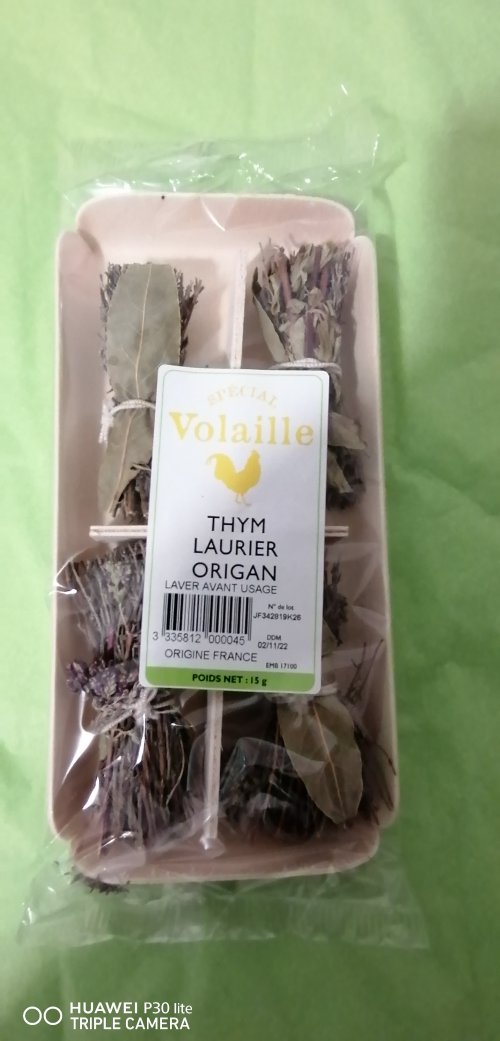 SPECIAL
Volaille
THYM
LAURIER
ORIGAN
LAVER AVANT USAGE
N° de lot
JF342819K26
3 335812 000045
DDM
02/11/22
ORIGINE FRANCE
EMB 17100
POIDS NET : 15 g
HUAWEI P30 lite
TRIPLE CAMERA